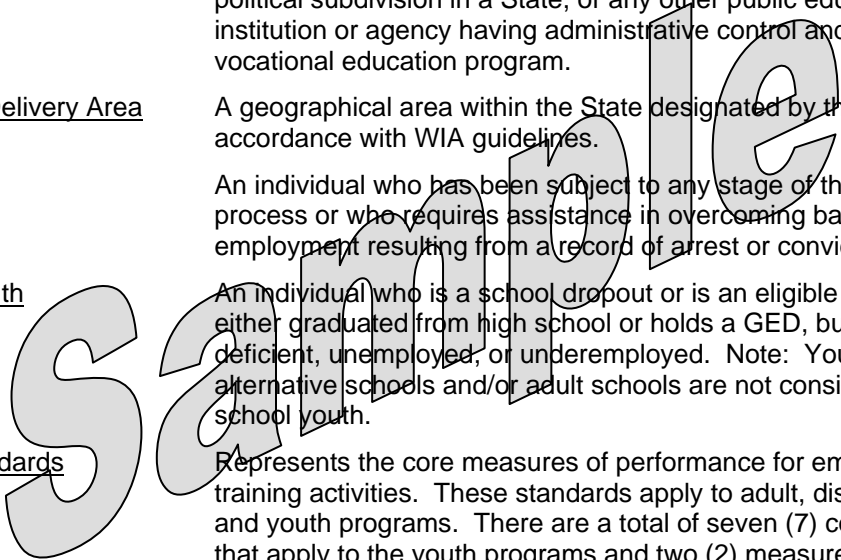 political subdivision in a State, or any other public edu
institution or agency having administrative control and
vocational education program.
elivery Area A geographical area within the State designated by th
accordance with WIA guidelines.
An individual who has been subject to any stage of th
process or who requires assistance in overcoming ba
employment resulting from a record of arrest or convi
th An individual who is a school dropout or is an eligible
either graduated from high school or holds a GED, bu
deficient, unemployed, or underemployed. Note: You
alternative schools and/or adult schools are not consi
school youth.
dards Represents the core measures of performance for em
training activities. These standards apply to adult, dis
and youth programs. There are a total of seven (7) co
that apply to the youth programs and two (2) measure
Sample